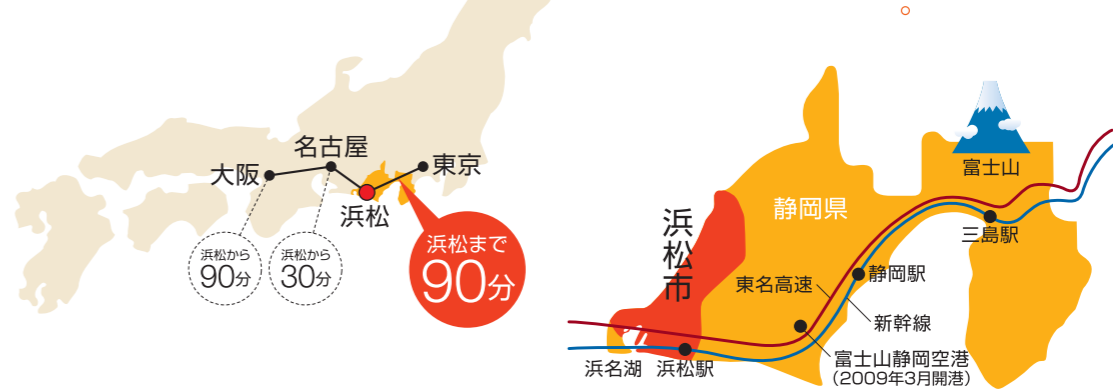 名古屋
大阪
東京
浜松
浜松から
90分
浜松から
30分
浜松まで
90分
富士山
静岡県
浜松市
三島駅
静岡駅
東名高速
新幹線
富士山静岡空港
(2009年3月開港)
浜名湖
浜松駅